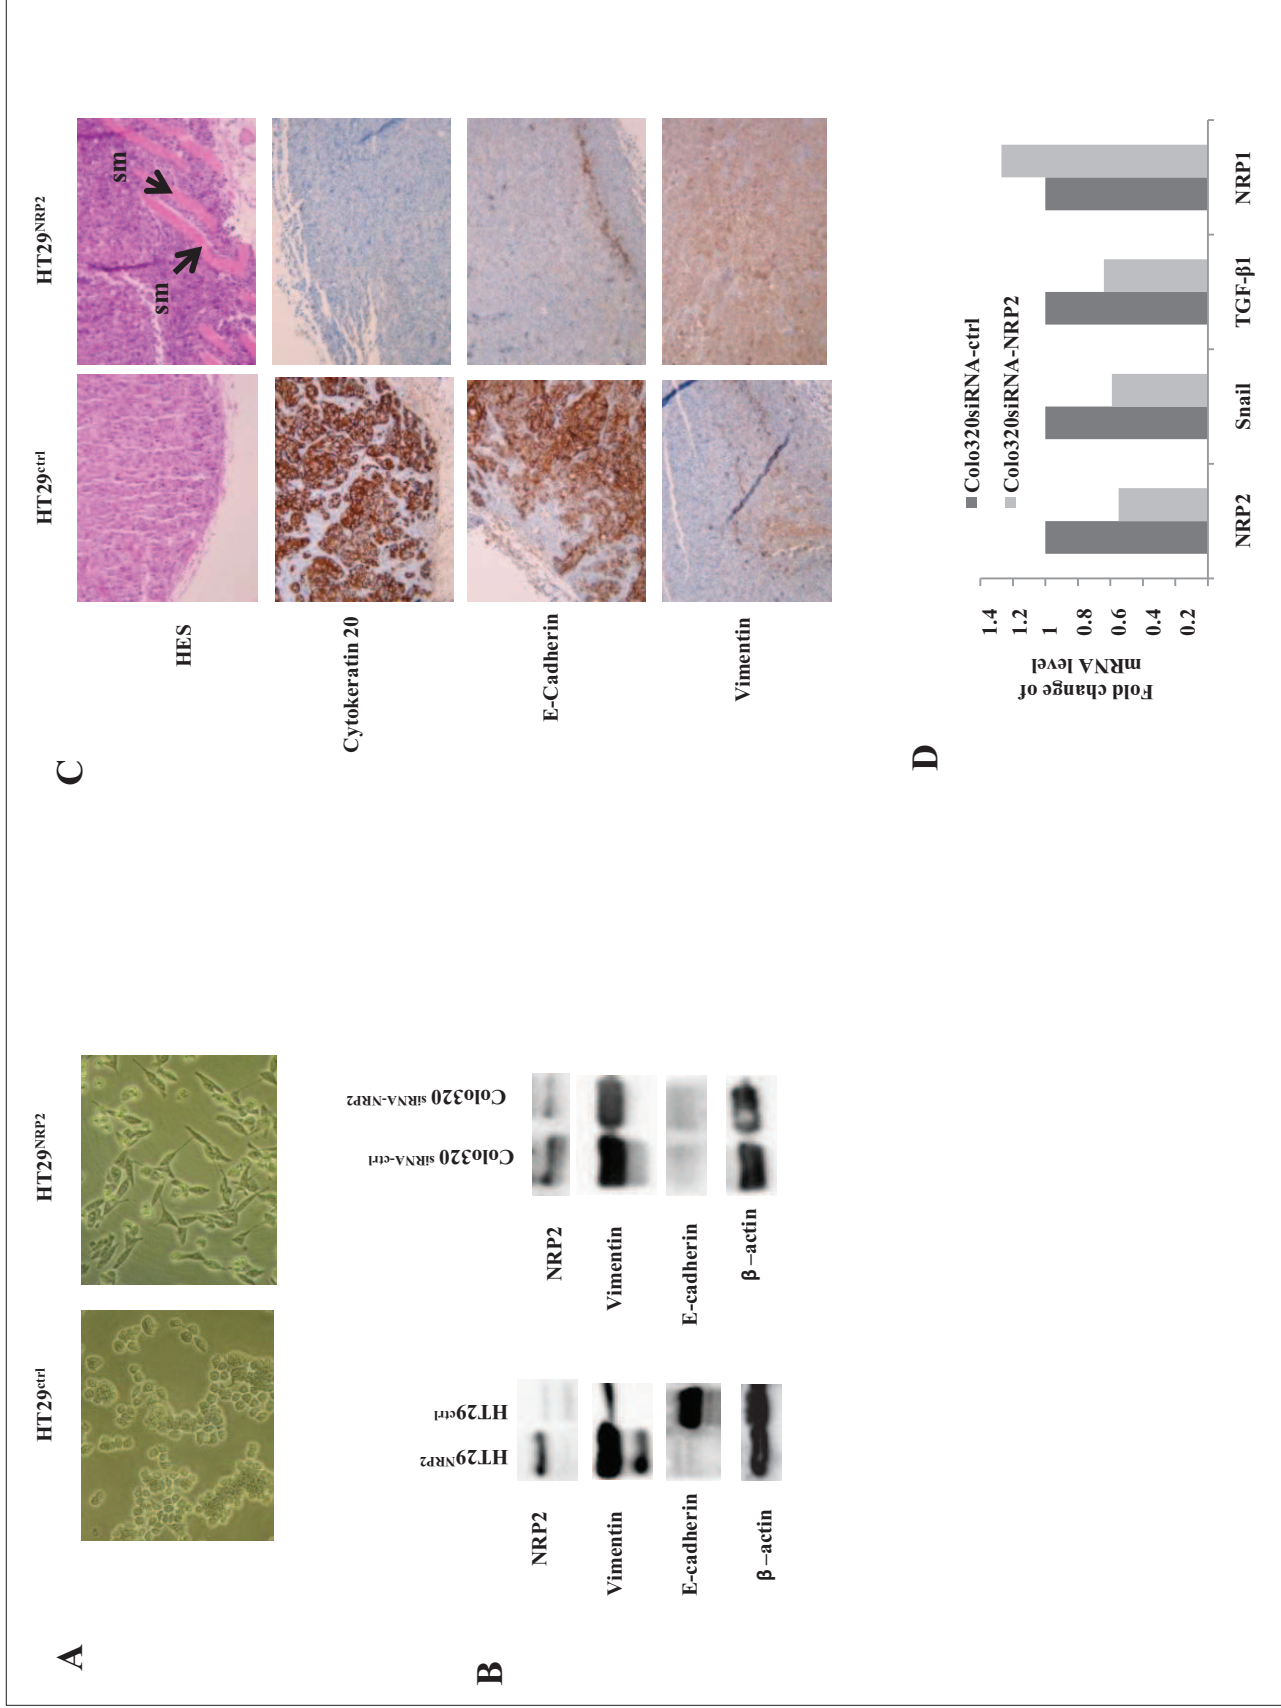 A
HT29ctrl
HT29NRP2
B
HT29NRP2
HT29ctrl
NRP2
Vimentin
E-cadherin
β –actin
Colo320 siRNA-ctrl
Colo320 siRNA-NRP2
NRP2
Vimentin
E-cadherin
β –actin
C
HT29ctrl
HT29NRP2
HES
sm
sm
Cytokeratin 20
E-Cadherin
Vimentin
D
Fold change of
mRNA level
1.4
1.2
1
0.8
0.6
0.4
0.2
Colo320siRNA-ctrl
Colo320siRNA-NRP2
NRP2
Snail
TGF-β1
NRP1